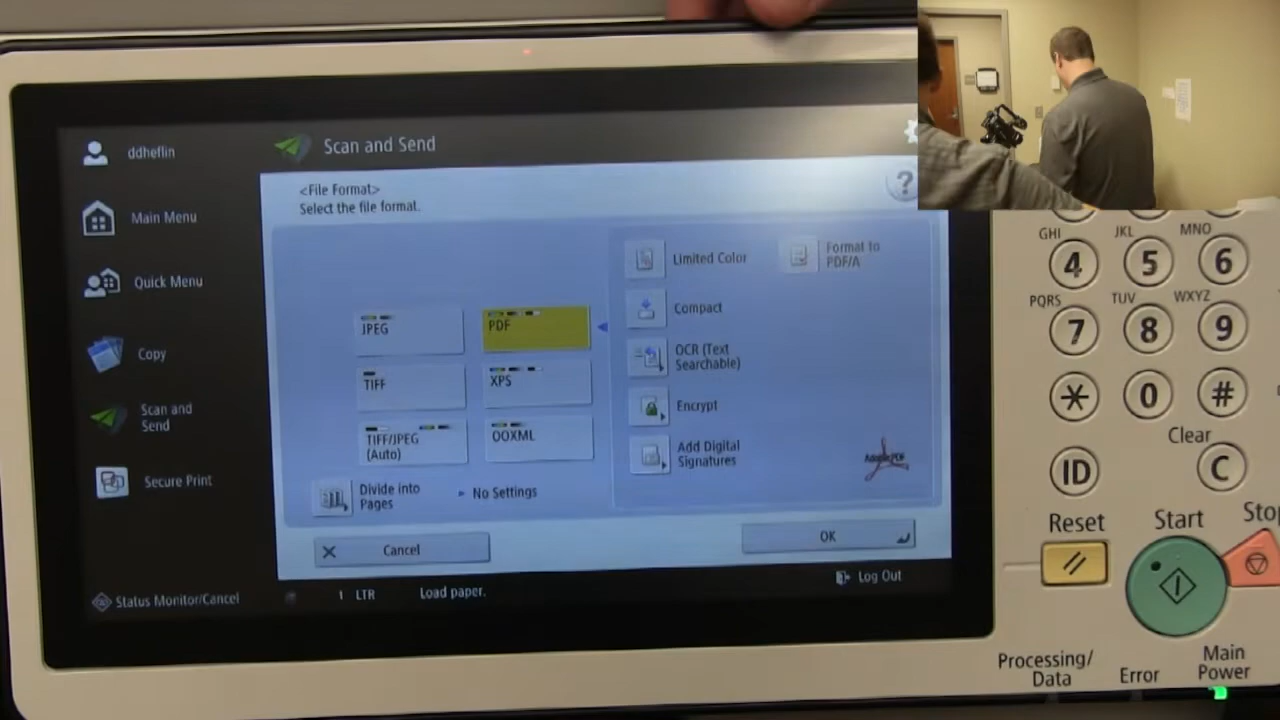 ddheflin
Main Menu
Quick Menu
Copy
Scan and
Send
Secure Print
Status Monitor/Cancel
Scan and Send
<File Format>
Select the file format.
?
JPEG
PDF
TIFF
XPS
TIFF/JPEG
(Auto)
OOXML
Divide into
Pages
No Settings
Limited Color
Format to
PDF/A
Compact
OCR (Text
Searchable)
Encrypt
Add Digital
Signatures
Adobe PDF
Cancel
OK
Log Out
1 LTR Load paper.
GHI JKL MNO
4 5 6
PQRS TUV WXYZ
7 8 9
* 0 #
Clear
ID C
Reset Start Stop
Processing/
Data
Error
Main
Power